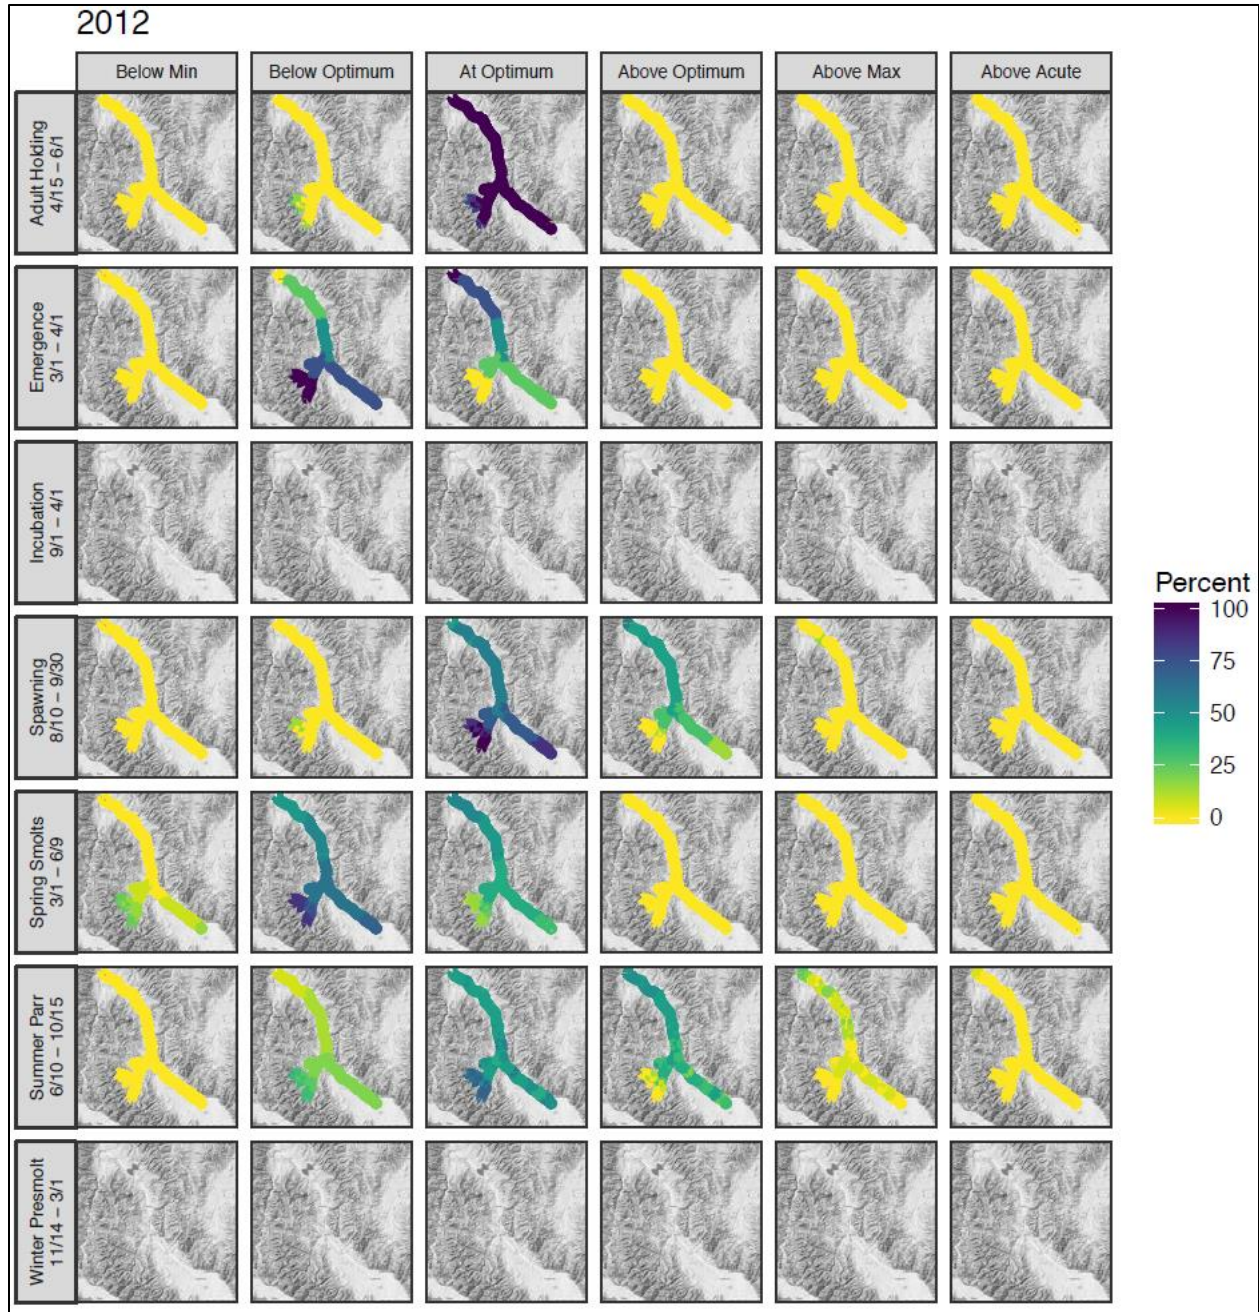 2012
Below Min
Below Optimum
At Optimum
Above Optimum
Above Max
Above Acute
Adult Holding
4/15 – 6/1
Emergence
3/1 – 4/1
Incubation
9/1 – 4/1
Spawning
8/10 – 9/30
Spring Smolts
3/1 – 6/9
Summer Parr
6/10 – 10/15
Winter Presmolt
11/14 – 3/1
Percent
100
75
50
25
0